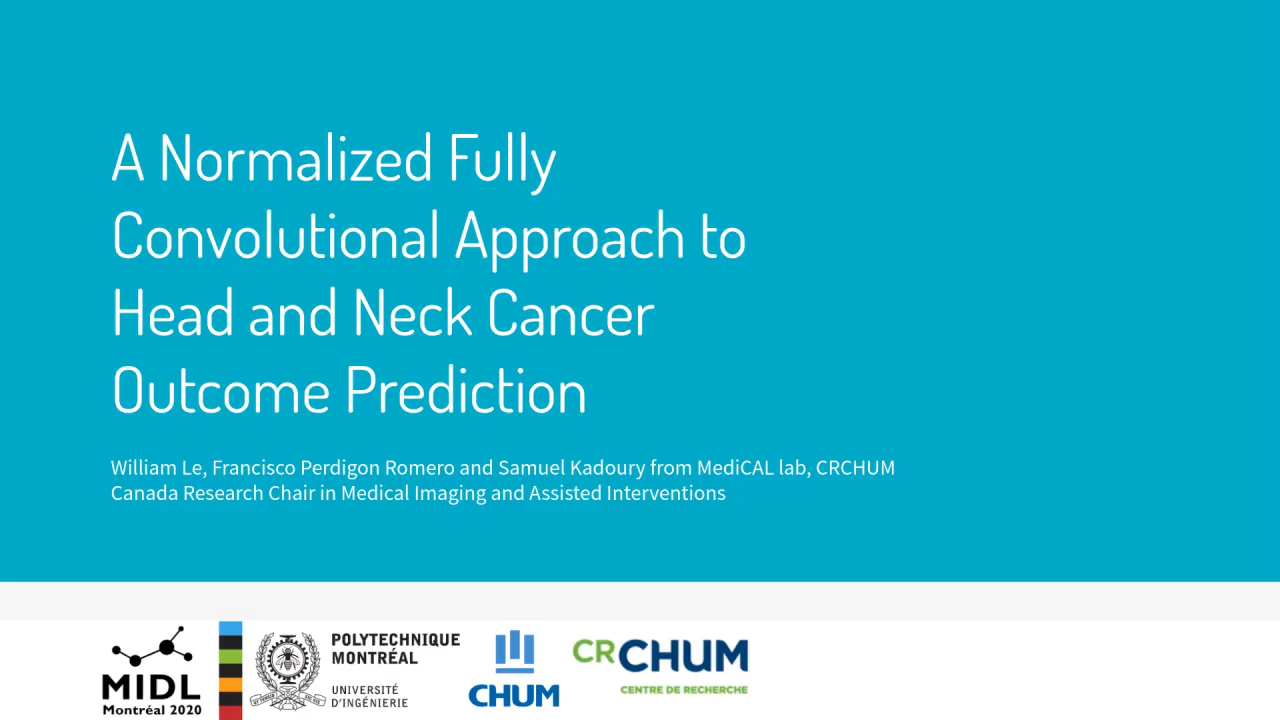 A Normalized Fully
Convolutional Approach to
Head and Neck Cancer
Outcome Prediction
William Le, Francisco Perdigon Romero and Samuel Kadoury from MediCAL lab, CRCHUM
Canada Research Chair in Medical Imaging and Assisted Interventions
MIDL
Montréal 2020
POLYTECHNIQUE
MONTRÉAL
UNIVERSITÉ
D'INGÉNIERIE
CHUM
CRCHUM
CENTRE DE RECHERCHE